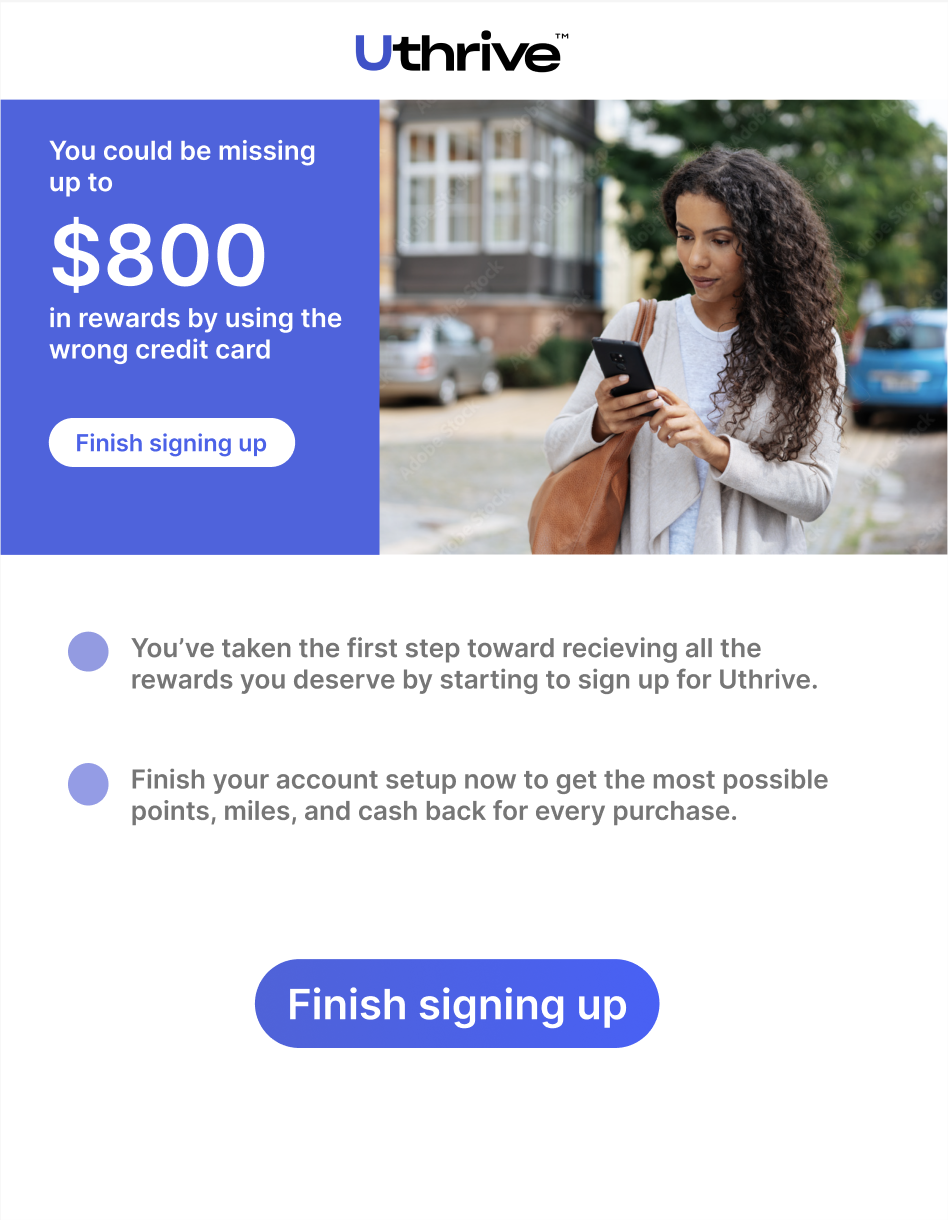 Uthrive™
You could be missing
up to
$800
in rewards by using the
wrong credit card
Finish signing up
Adobe Stock
You’ve taken the first step toward recieving all the
rewards you deserve by starting to sign up for Uthrive.
Finish your account setup now to get the most possible
points, miles, and cash back for every purchase.
Finish signing up